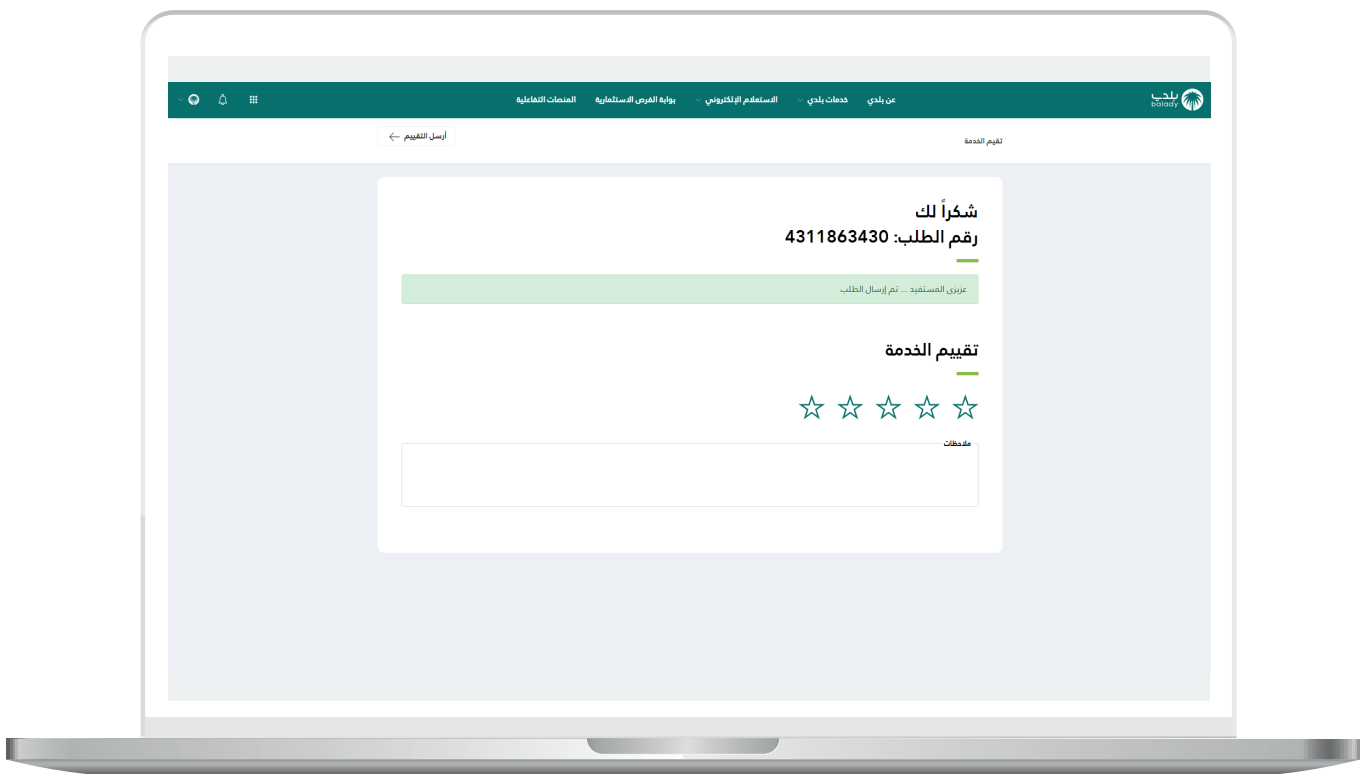 بلدي
balady
عن بلدي
خدمات بلدي
الاستعلام الإلكتروني
بوابة الفرص الاستثمارية
المنصات التفاعلية
تقيم الخدمة
أرسل التقييم
شكراً لك
رقم الطلب: 4311863430
عزيزى المستفيد ... تم إرسال الطلب
تقييم الخدمة
ملاحظات